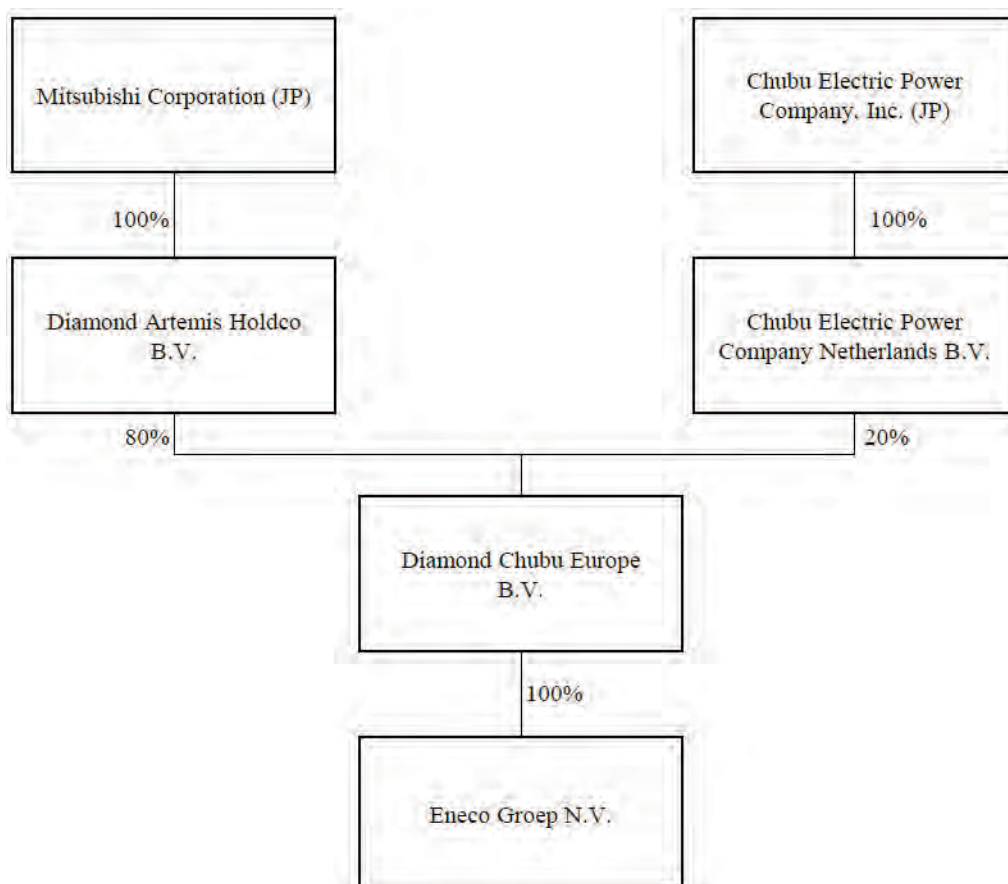 Mitsubishi Corporation (JP)
Chubu Electric Power
Company, Inc. (JP)
100%
100%
Diamond Artemis Holdco
B.V.
Chubu Electric Power
Company Netherlands B.V.
80%
20%
Diamond Chubu Europe
B.V.
100%
Eneco Groep N.V.